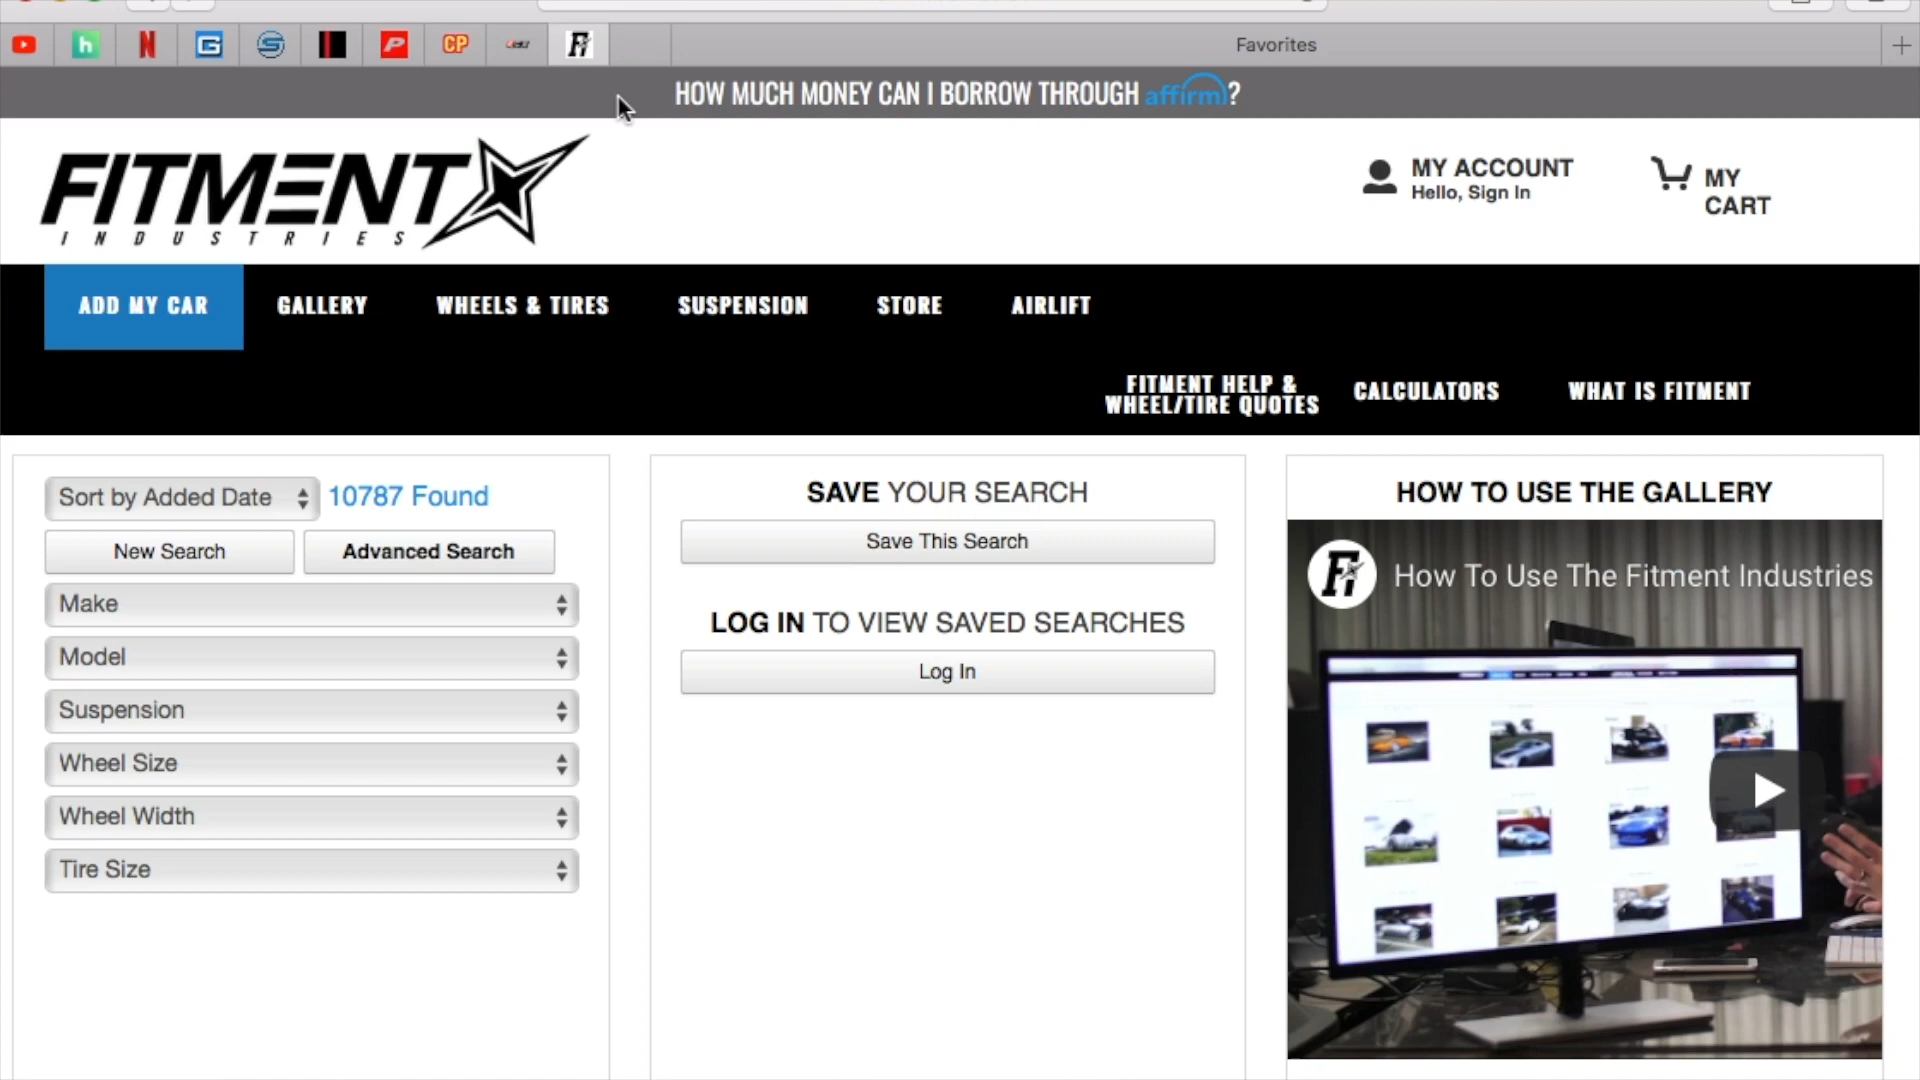 CP
Favorites
HOW MUCH MONEY CAN I BORROW THROUGH affirm?
FITMENT
INDUSTRIES
MY ACCOUNT
Hello, Sign In
MY
CART
ADD MY CAR
GALLERY
WHEELS & TIRES
SUSPENSION
STORE
AIRLIFT
FITMENT HELP &
WHEEL/TIRE QUOTES
CALCULATORS
WHAT IS FITMENT
Sort by Added Date
10787 Found
New Search
Advanced Search
Make
Model
Suspension
Wheel Size
Wheel Width
Tire Size
SAVE YOUR SEARCH
Save This Search
LOG IN TO VIEW SAVED SEARCHES
Log In
HOW TO USE THE GALLERY
How To Use The Fitment Industries